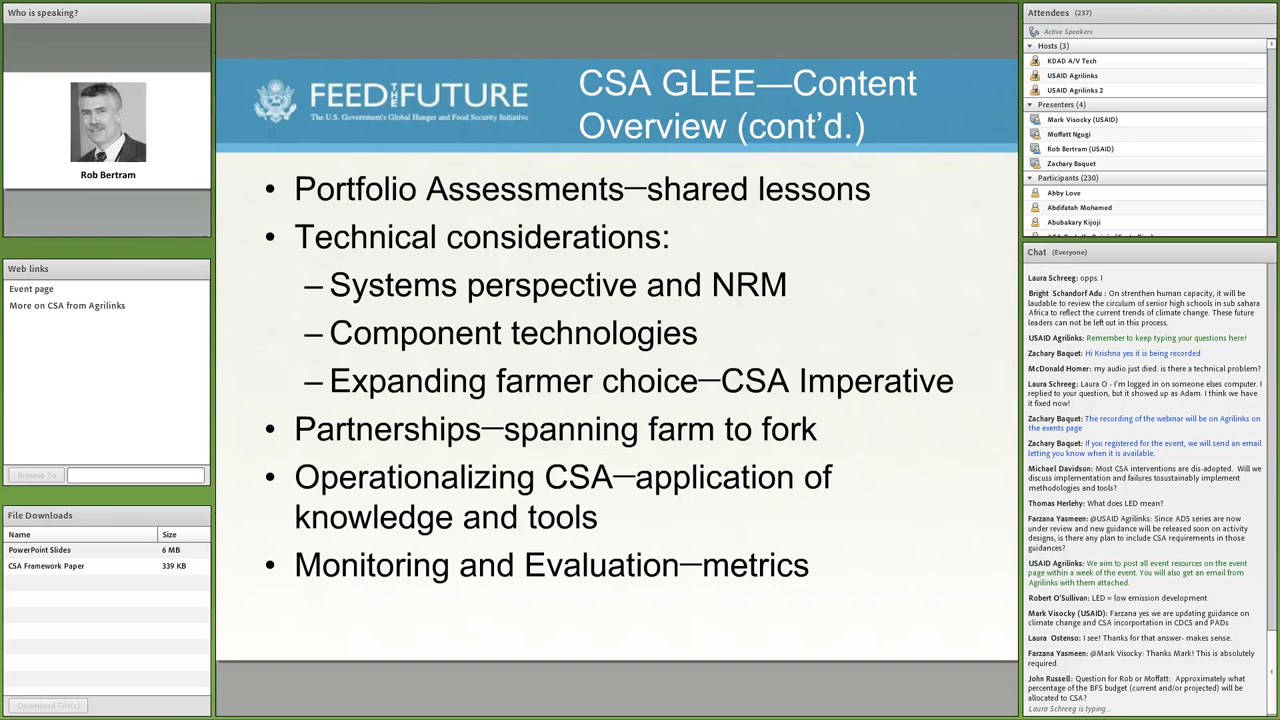 Who is speaking?
Rob Bertram
Web links
Event page
More on CSA from Agrilinks
Browse To
File Downloads
Name Size
PowerPoint Slides 6 MB
CSA Framework Paper 339 KB
Download File(s)
FEED THE FUTURE
The U.S. Government's Global Hunger and Food Security Initiative
CSA GLEE—Content
Overview (cont'd.)
• Portfolio Assessments—shared lessons
• Technical considerations:
– Systems perspective and NRM
– Component technologies
– Expanding farmer choice—CSA Imperative
• Partnerships—spanning farm to fork
• Operationalizing CSA—application of
knowledge and tools
• Monitoring and Evaluation—metrics
Attendees (237)
Active Speakers
Hosts (3)
KDAD A/V Tech
USAID Agrilinks
USAID Agrilinks 2
Presenters (4)
Mark Visocky (USAID)
Moffatt Ngugi
Rob Bertram (USAID)
Zachary Baquet
Participants (230)
Abby Love
Abdifatah Mohamed
Abubakary Kijoji
Chat (Everyone)
Laura Schreeg: opps. I
Bright Schandorf Adu : On strenthen human capacity, it will be
laudable to review the circulum of senior high schools in sub sahara
Africa to reflect the current trends of climate change. These future
leaders can not be left out in this process.
USAID Agrilinks: Remember to keep typing your questions here!
Zachary Baquet: Hi Krishna yes it is being recorded
McDonald Homer: my audio just died. is there a technical problem?
Laura Schreeg: Laura O - I'm logged in on someone elses computer. I
replied to your question, but it showed up as Adam. I think we have
it fixed now!
Zachary Baquet: The recording of the webinar will be on Agrilinks on
the events page
Zachary Baquet: If you registered for the event, we will send an email
letting you know when it is available.
Michael Davidson: Most CSA interventions are dis-adopted. Will we
discuss implementation and failures tosustainably implement
methodologies and tools?
Thomas Herlehy: What does LED mean?
Farzana Yasmeen: @USAID Agrilinks: Since ADS series are now
under review and new guidance will be released soon on activity
designs, is there any plan to include CSA requirements in those
guidances?
USAID Agrilinks: We aim to post all event resources on the event
page within a week of the event. You will also get an email from
Agrilinks with them attached.
Robert O'Sullivan: LED = low emission development
Mark Visocky (USAID): Farzana yes we are updating guidance on
climate change and CSA incorportation in CDCS and PADs
Laura Ostenso: I see! Thanks for that answer- makes sense.
Farzana Yasmeen: @Mark Visocky: Thanks Mark! This is absolutely
required.
John Russell: Question for Rob or Moffatt: Approximately what
percentage of the BFS budget (current and/or projected) will be
allocated to CSA?
Laura Schreeg is typing...